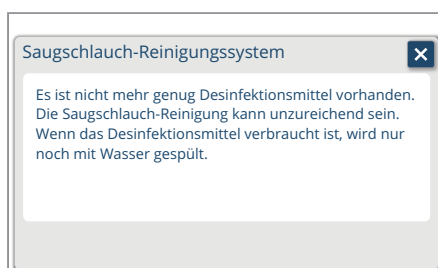 Saugschlauch-Reinigungssystem
Es ist nicht mehr genug Desinfektionsmittel vorhanden.
Die Saugschlauch-Reinigung kann unzureichend sein.
Wenn das Desinfektionsmittel verbraucht ist, wird nur
noch mit Wasser gespült.